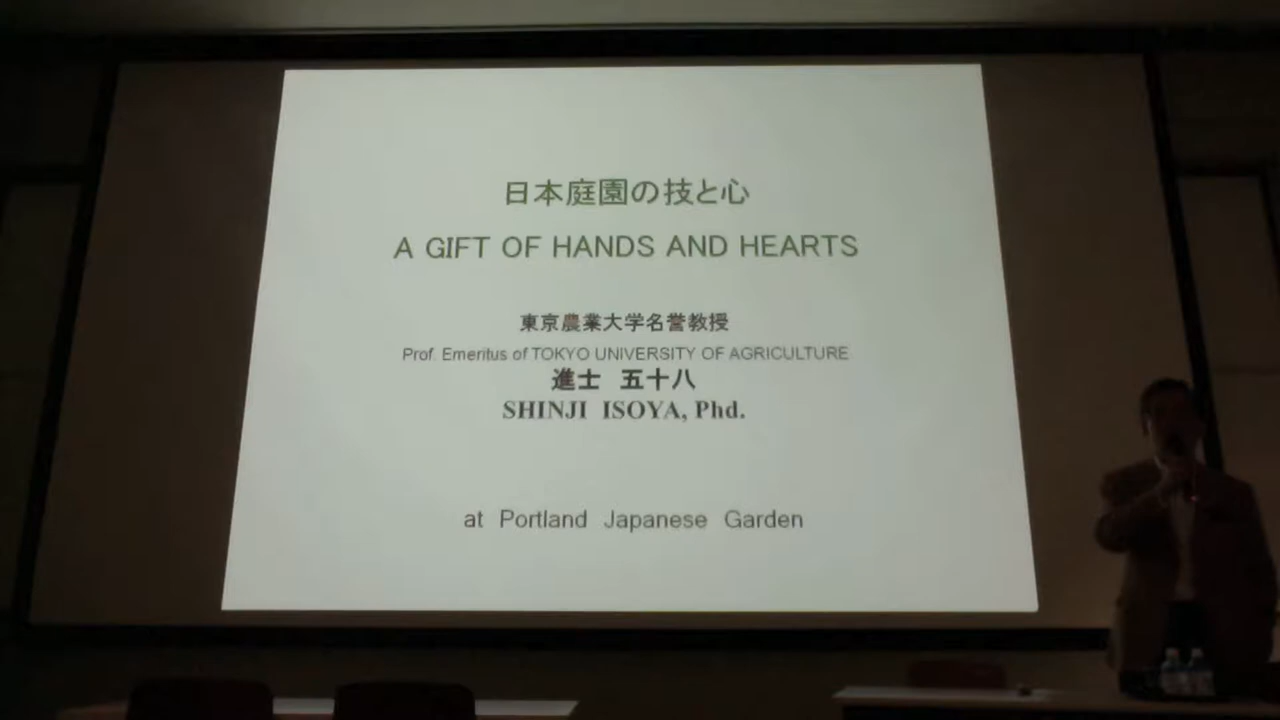 日本庭園の技と心
A GIFT OF HANDS AND HEARTS
東京農業大学名誉教授
Prof. Emeritus of TOKYO UNIVERSITY OF AGRICULTURE
進士 五十八
SHINJI ISOYA, Phd.
at Portland Japanese Garden